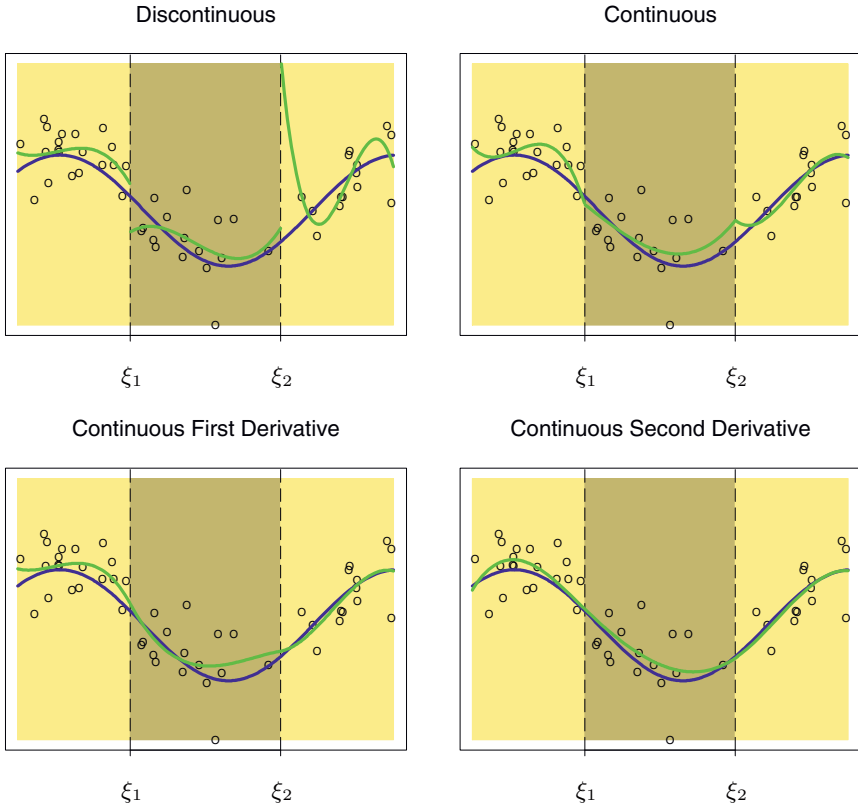 Discontinuous
Continuous
ξ₁ ξ₂
ξ₁ ξ₂
Continuous First Derivative
Continuous Second Derivative
ξ₁ ξ₂
ξ₁ ξ₂